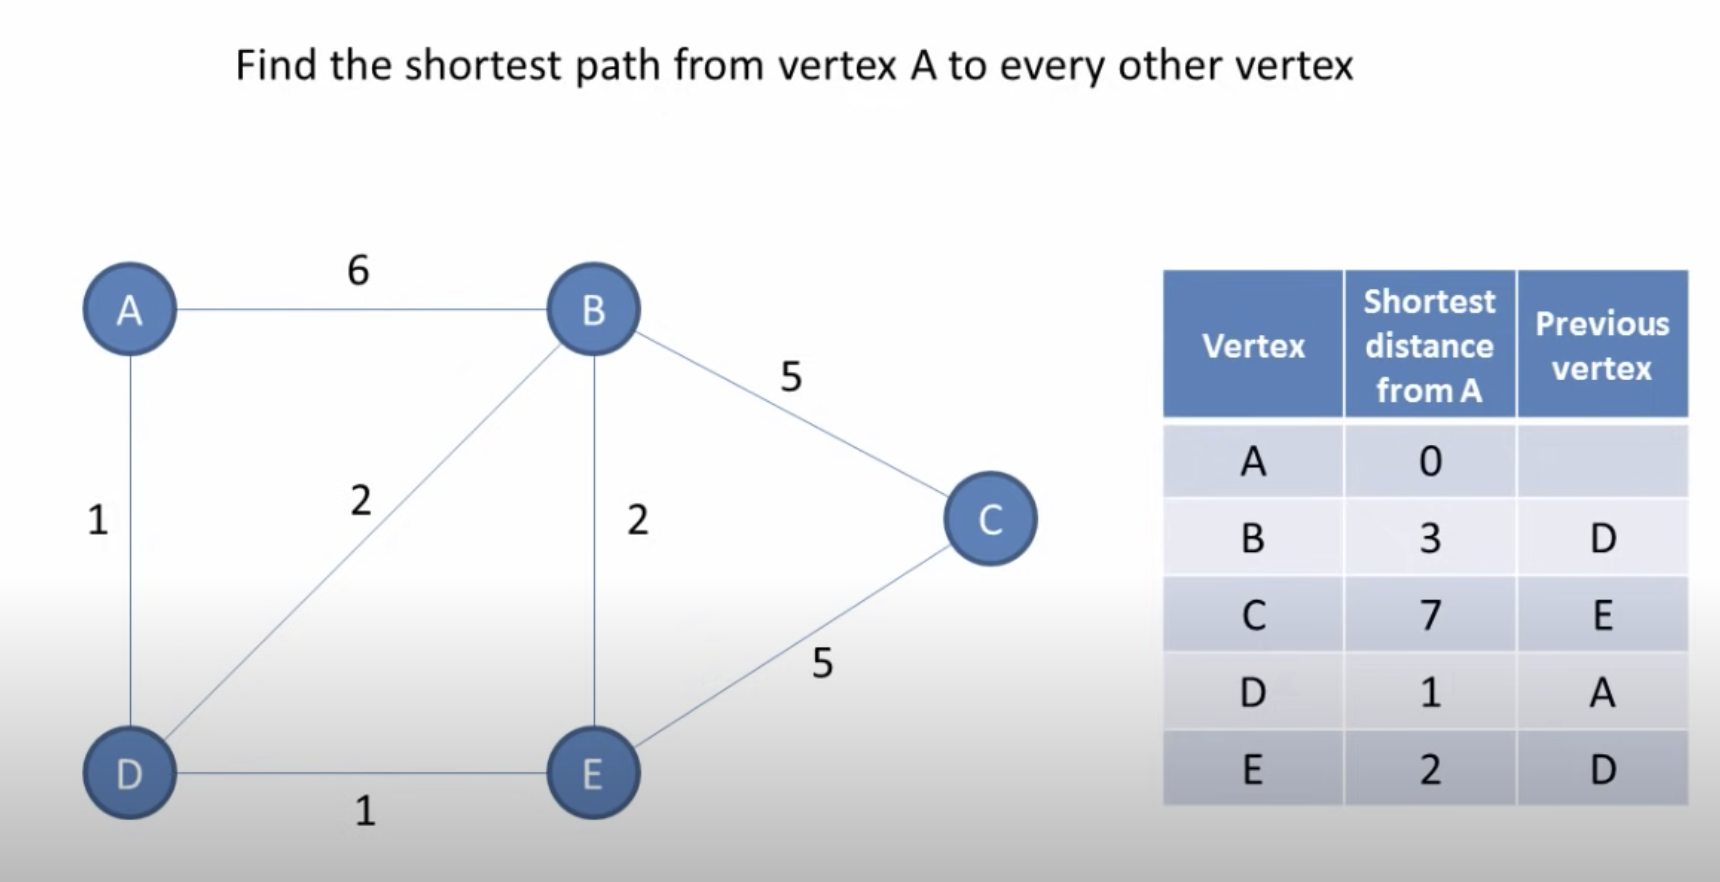 Find the shortest path from vertex A to every other vertex
6
A
B
5
1
2
2
C
5
D
E
1
Vertex
Shortest
distance
from A
Previous
vertex
A 0
B 3 D
C 7 E
D 1 A
E 2 D